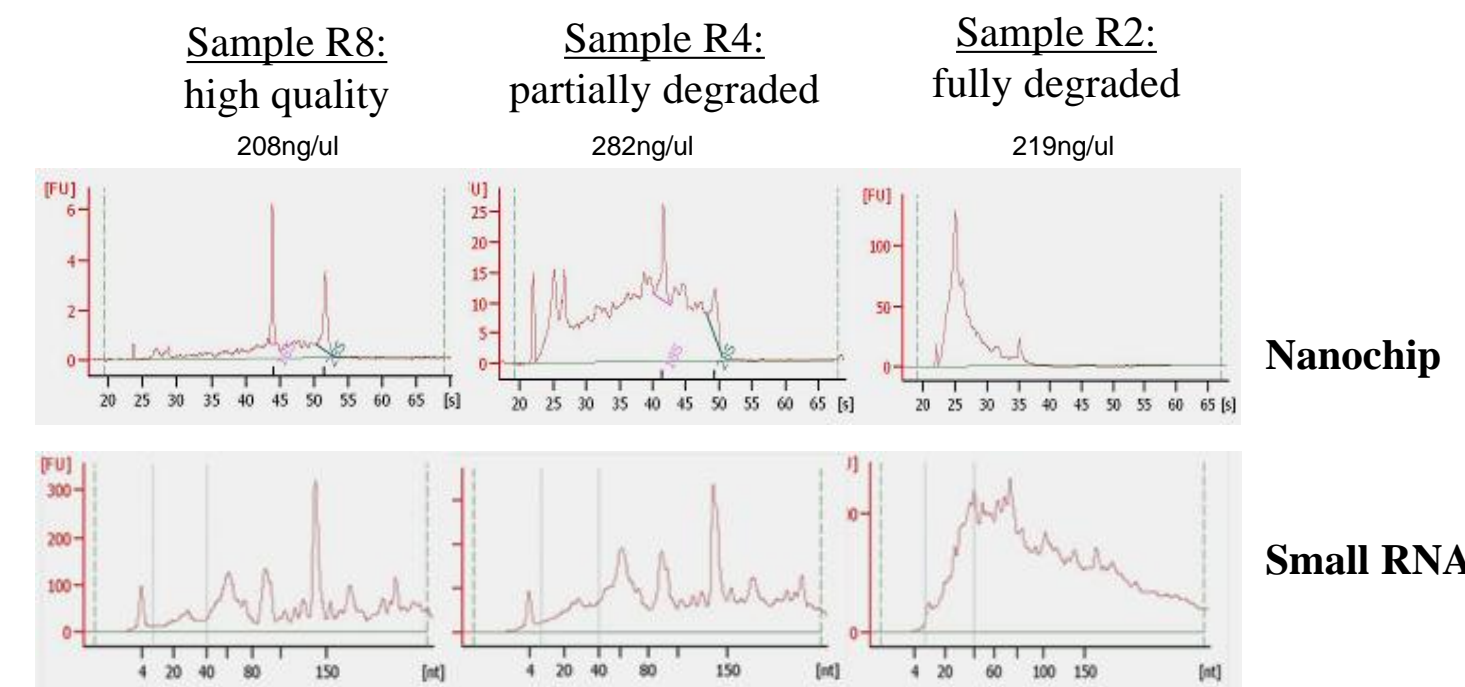 Sample R8:
high quality
208ng/ul
Sample R4:
partially degraded
282ng/ul
Sample R2:
fully degraded
219ng/ul
[FU]
6
4
2
0
20 25 30 35 40 45 50 55 60 65 [s]
U]
25
20
15
10
5
0
20 25 30 35 40 45 50 55 60 65 [s]
[FU]
100
50
0
20 25 30 35 40 45 50 55 60 65 [s]
Nanochip
[FU]
300
200
100
0
4 20 40 80 150 [nt]
4 20 40 80 150 [nt]
0
4 20 60 100 150 [nt]
Small RNA